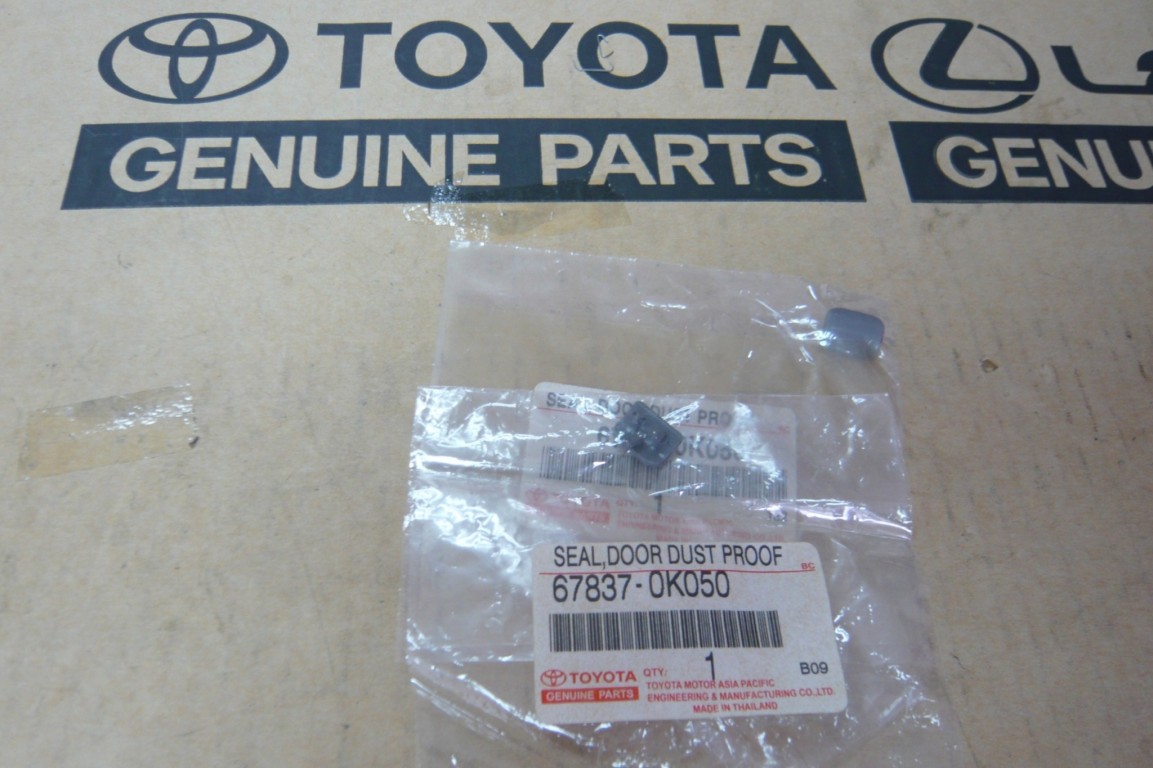 TOYOTA
GENUINE PARTS
GENU
SEAL,DOOR DUST PROOF
BC
67837-0K050
1
QTY:
B09
TOYOTA
GENUINE PARTS
TOYOTA MOTOR ASIA PACIFIC
ENGINEERING & MANUFACTURING CO.,LTD.
MADE IN THAILAND